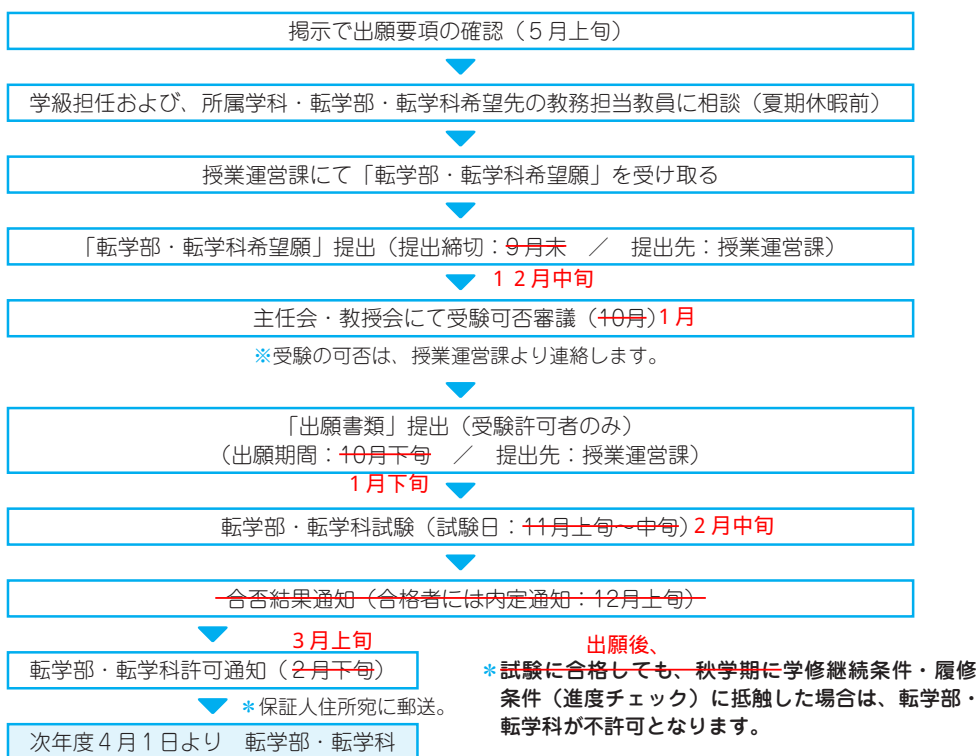 掲示で出願要項の確認（５月上旬）
学級担任および、所属学科・転学部・転学科希望先の教務担当教員に相談（夏期休暇前）
授業運営課にて「転学部・転学科希望願」を受け取る
「転学部・転学科希望願」提出（提出締切：９月末　／　提出先：授業運営課）
１２月中旬
主任会・教授会にて受験可否審議（10月）１月
※受験の可否は、授業運営課より連絡します。
「出願書類」提出（受験許可者のみ）
（出願期間：10月下旬　／　提出先：授業運営課）
１月下旬
転学部・転学科試験（試験日：11月上旬～中旬）２月中旬
合否結果通知（合格者には内定通知：12月上旬）
３月上旬
転学部・転学科許可通知（２月下旬）
＊保証人住所宛に郵送。
次年度４月１日より　転学部・転学科
出願後、
＊試験に合格しても、秋学期に学修継続条件・履修
条件（進度チェック）に抵触した場合は、転学部・
転学科が不許可となります。